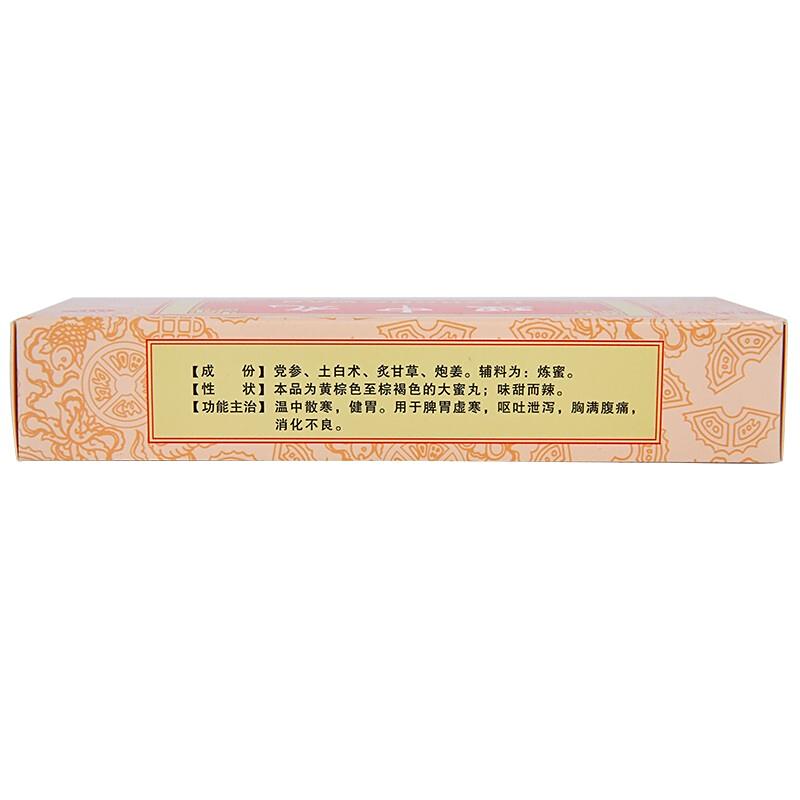 【成　份】党参、土白术、炙甘草、炮姜。辅料为：炼蜜。
【性　状】本品为黄棕色至棕褐色的大蜜丸；味甜而辣。
【功能主治】温中散寒，健胃。用于脾胃虚寒，呕吐泄泻，胸满腹痛，
消化不良。